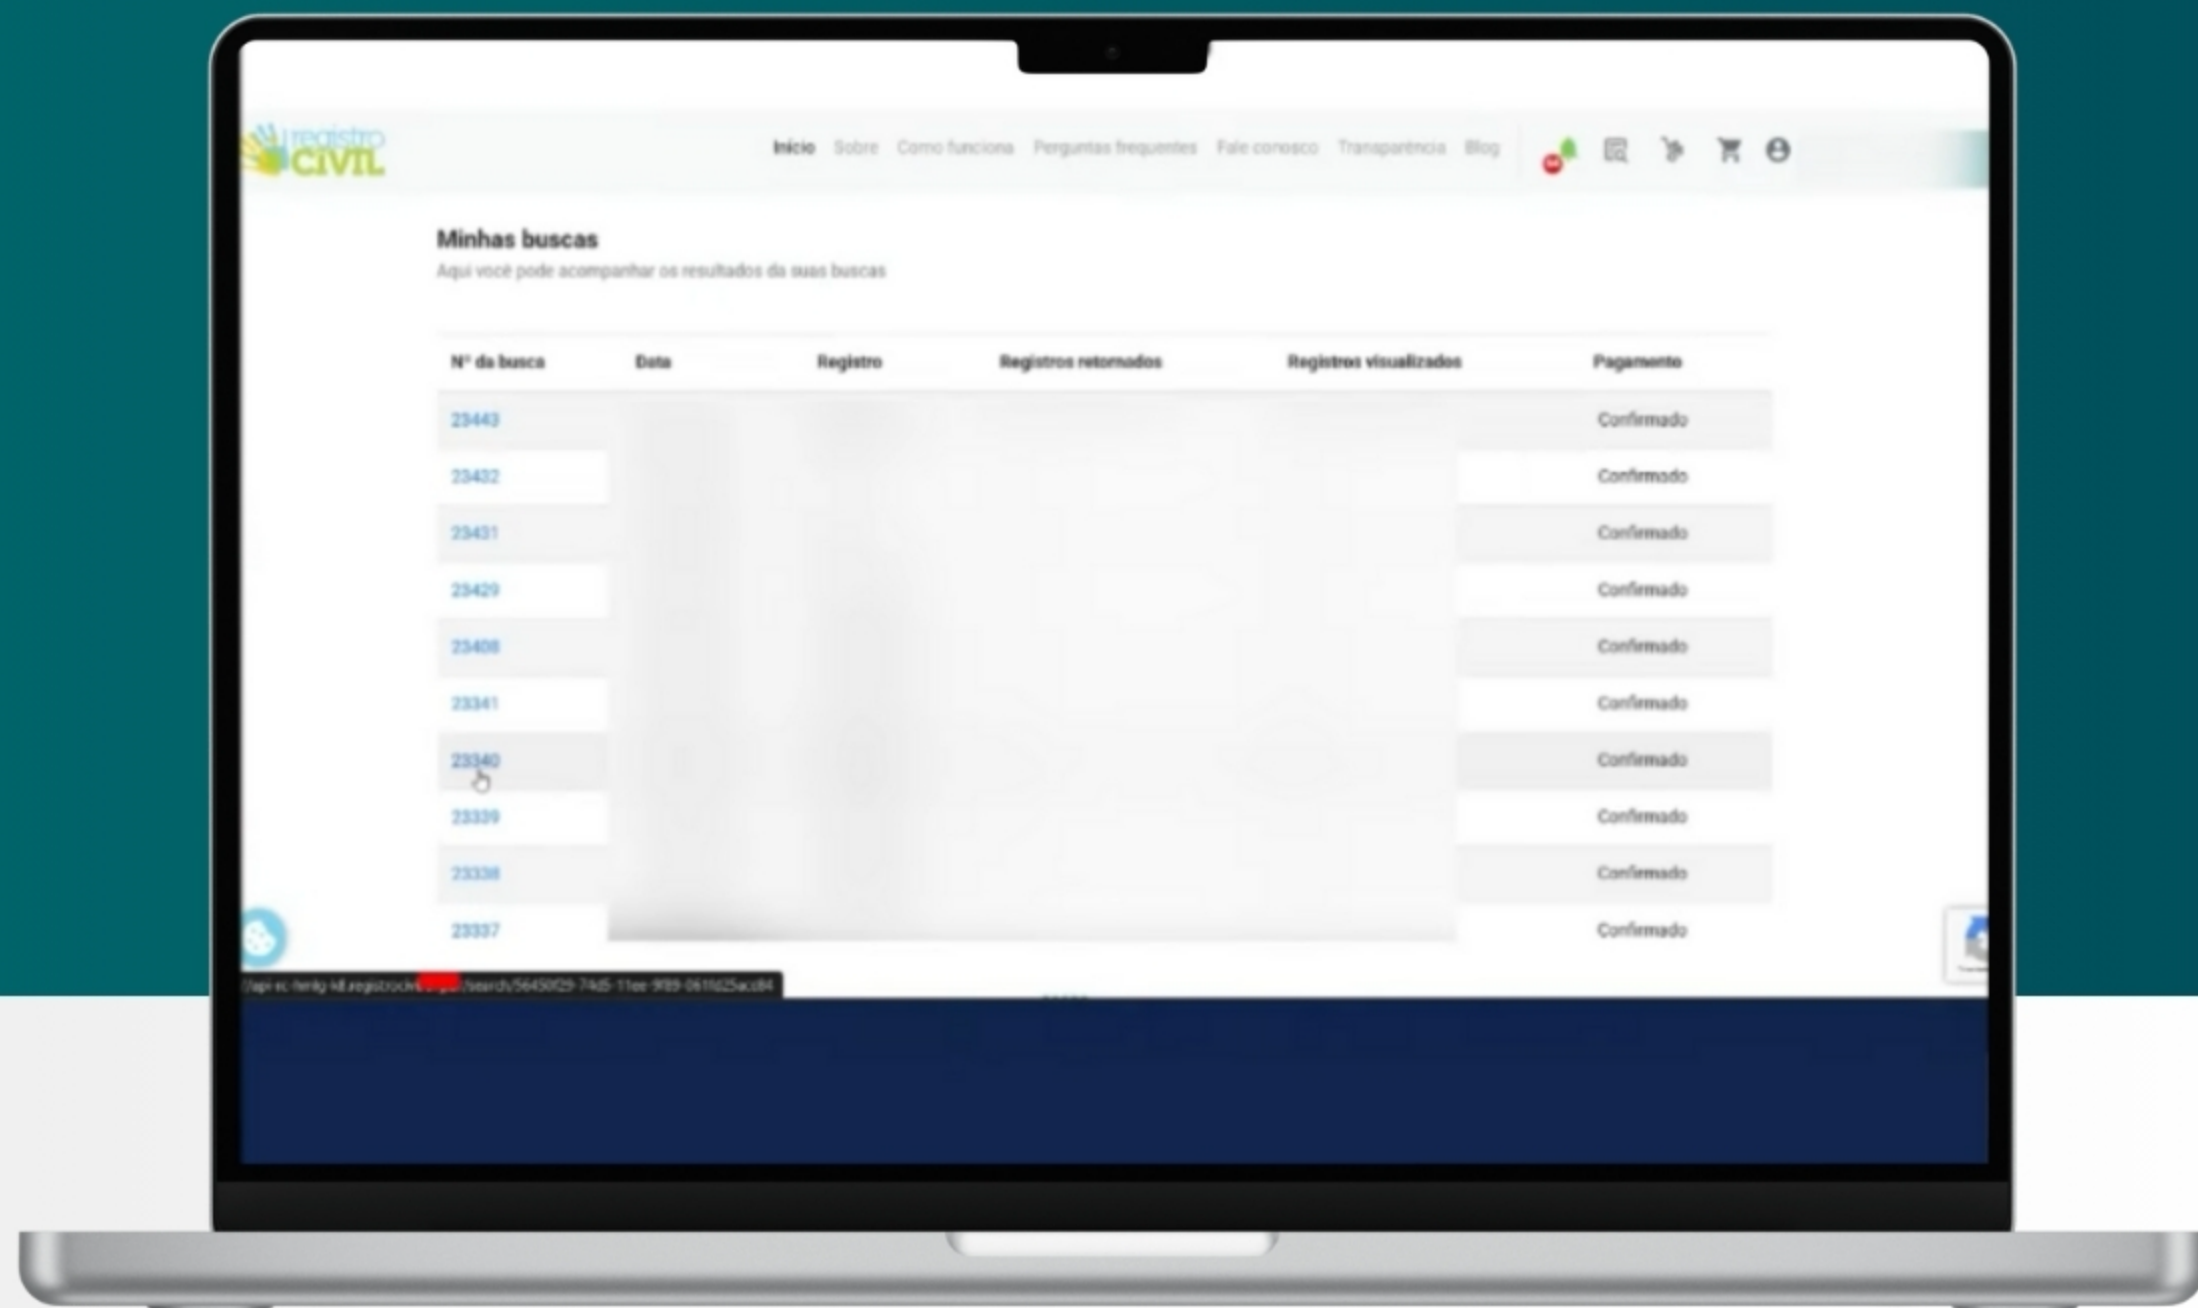 registro
CIVIL
Início Sobre Como funciona Perguntas frequentes Fale conosco Transparência Blog
Minhas buscas
Aqui você pode acompanhar os resultados da suas buscas
Nº da busca Data Registro Registros retornados Registros visualizados Pagamento
23443 Confirmado
23432 Confirmado
23431 Confirmado
23429 Confirmado
23408 Confirmado
23341 Confirmado
23340 Confirmado
23339 Confirmado
23338 Confirmado
23337 Confirmado